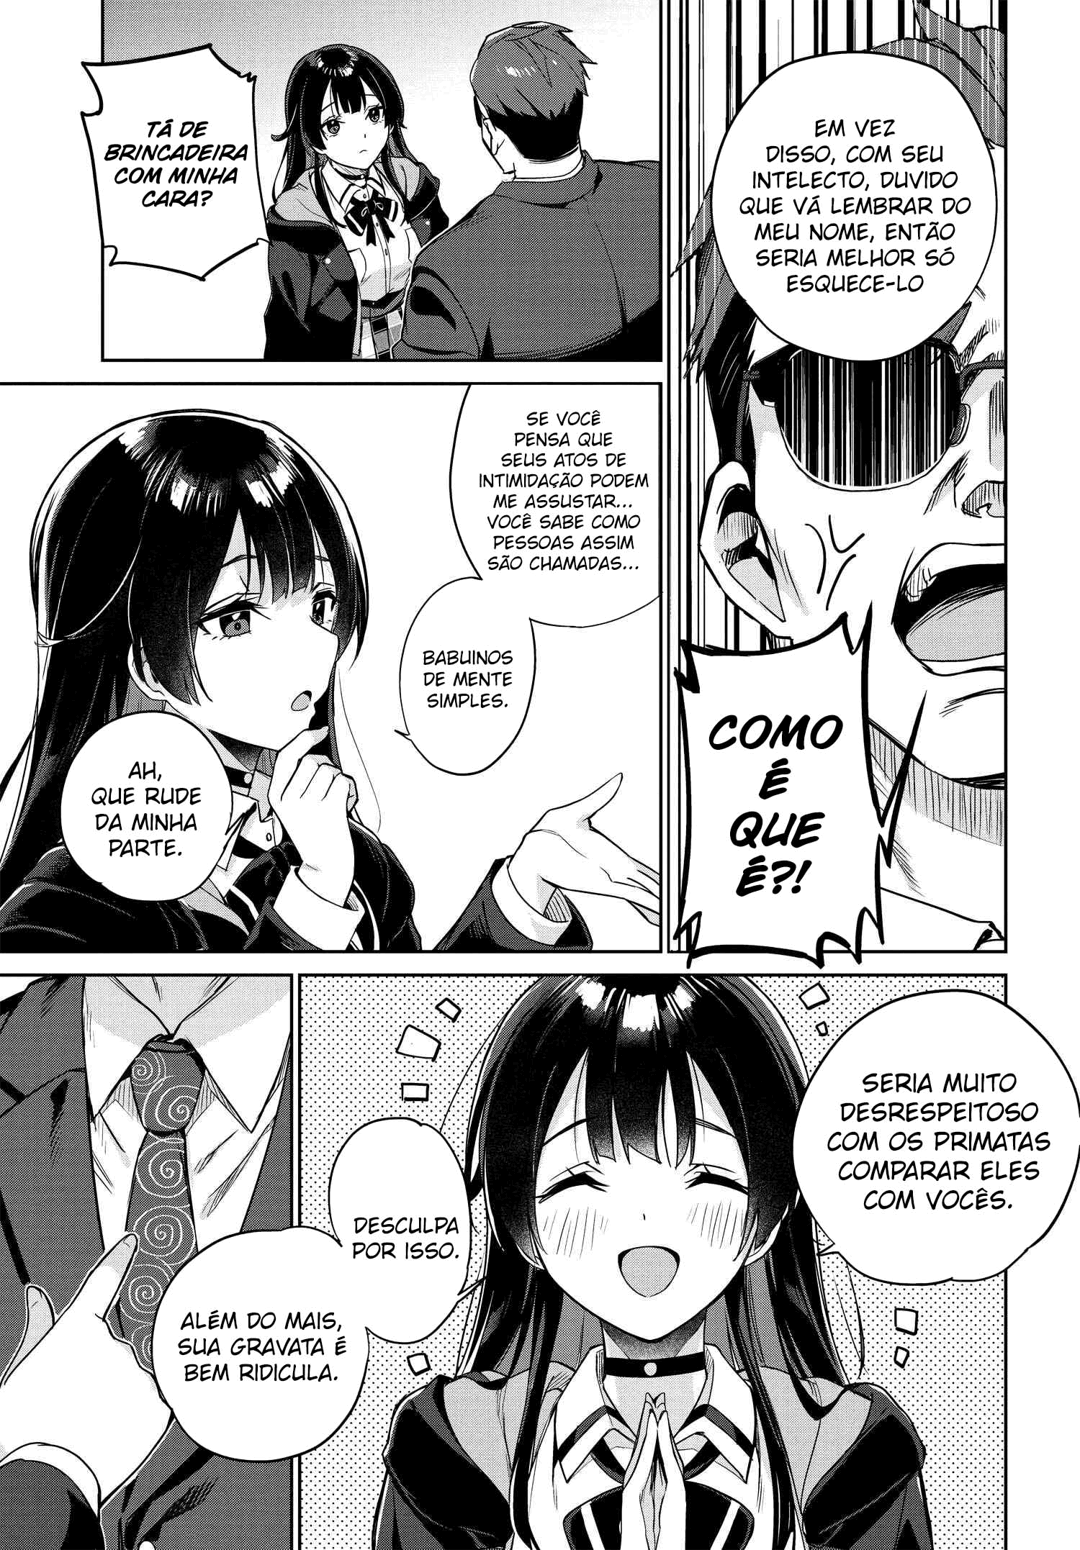 EM VEZ
DISSO, COM SEU
INTELECTO, DUVIDO
QUE VÁ LEMBRAR DO
MEU NOME, ENTÃO
SERIA MELHOR SÓ
ESQUECE-LO
COMO
É
QUE
É?!
TÁ DE
BRINCADEIRA
COM MINHA
CARA?
SE VOCÊ
PENSA QUE
SEUS ATOS DE
INTIMIDAÇÃO PODEM
ME ASSUSTAR...
VOCÊ SABE COMO
PESSOAS ASSIM
SÃO CHAMADAS...
BABUINOS
DE MENTE
SIMPLES.
AH,
QUE RUDE
DA MINHA
PARTE.
SERIA MUITO
DESRESPEITOSO
COM OS PRIMATAS
COMPARAR ELES
COM VOCÊS.
DESCULPA
POR ISSO.
ALÉM DO MAIS,
SUA GRAVATA É
BEM RIDICULA.